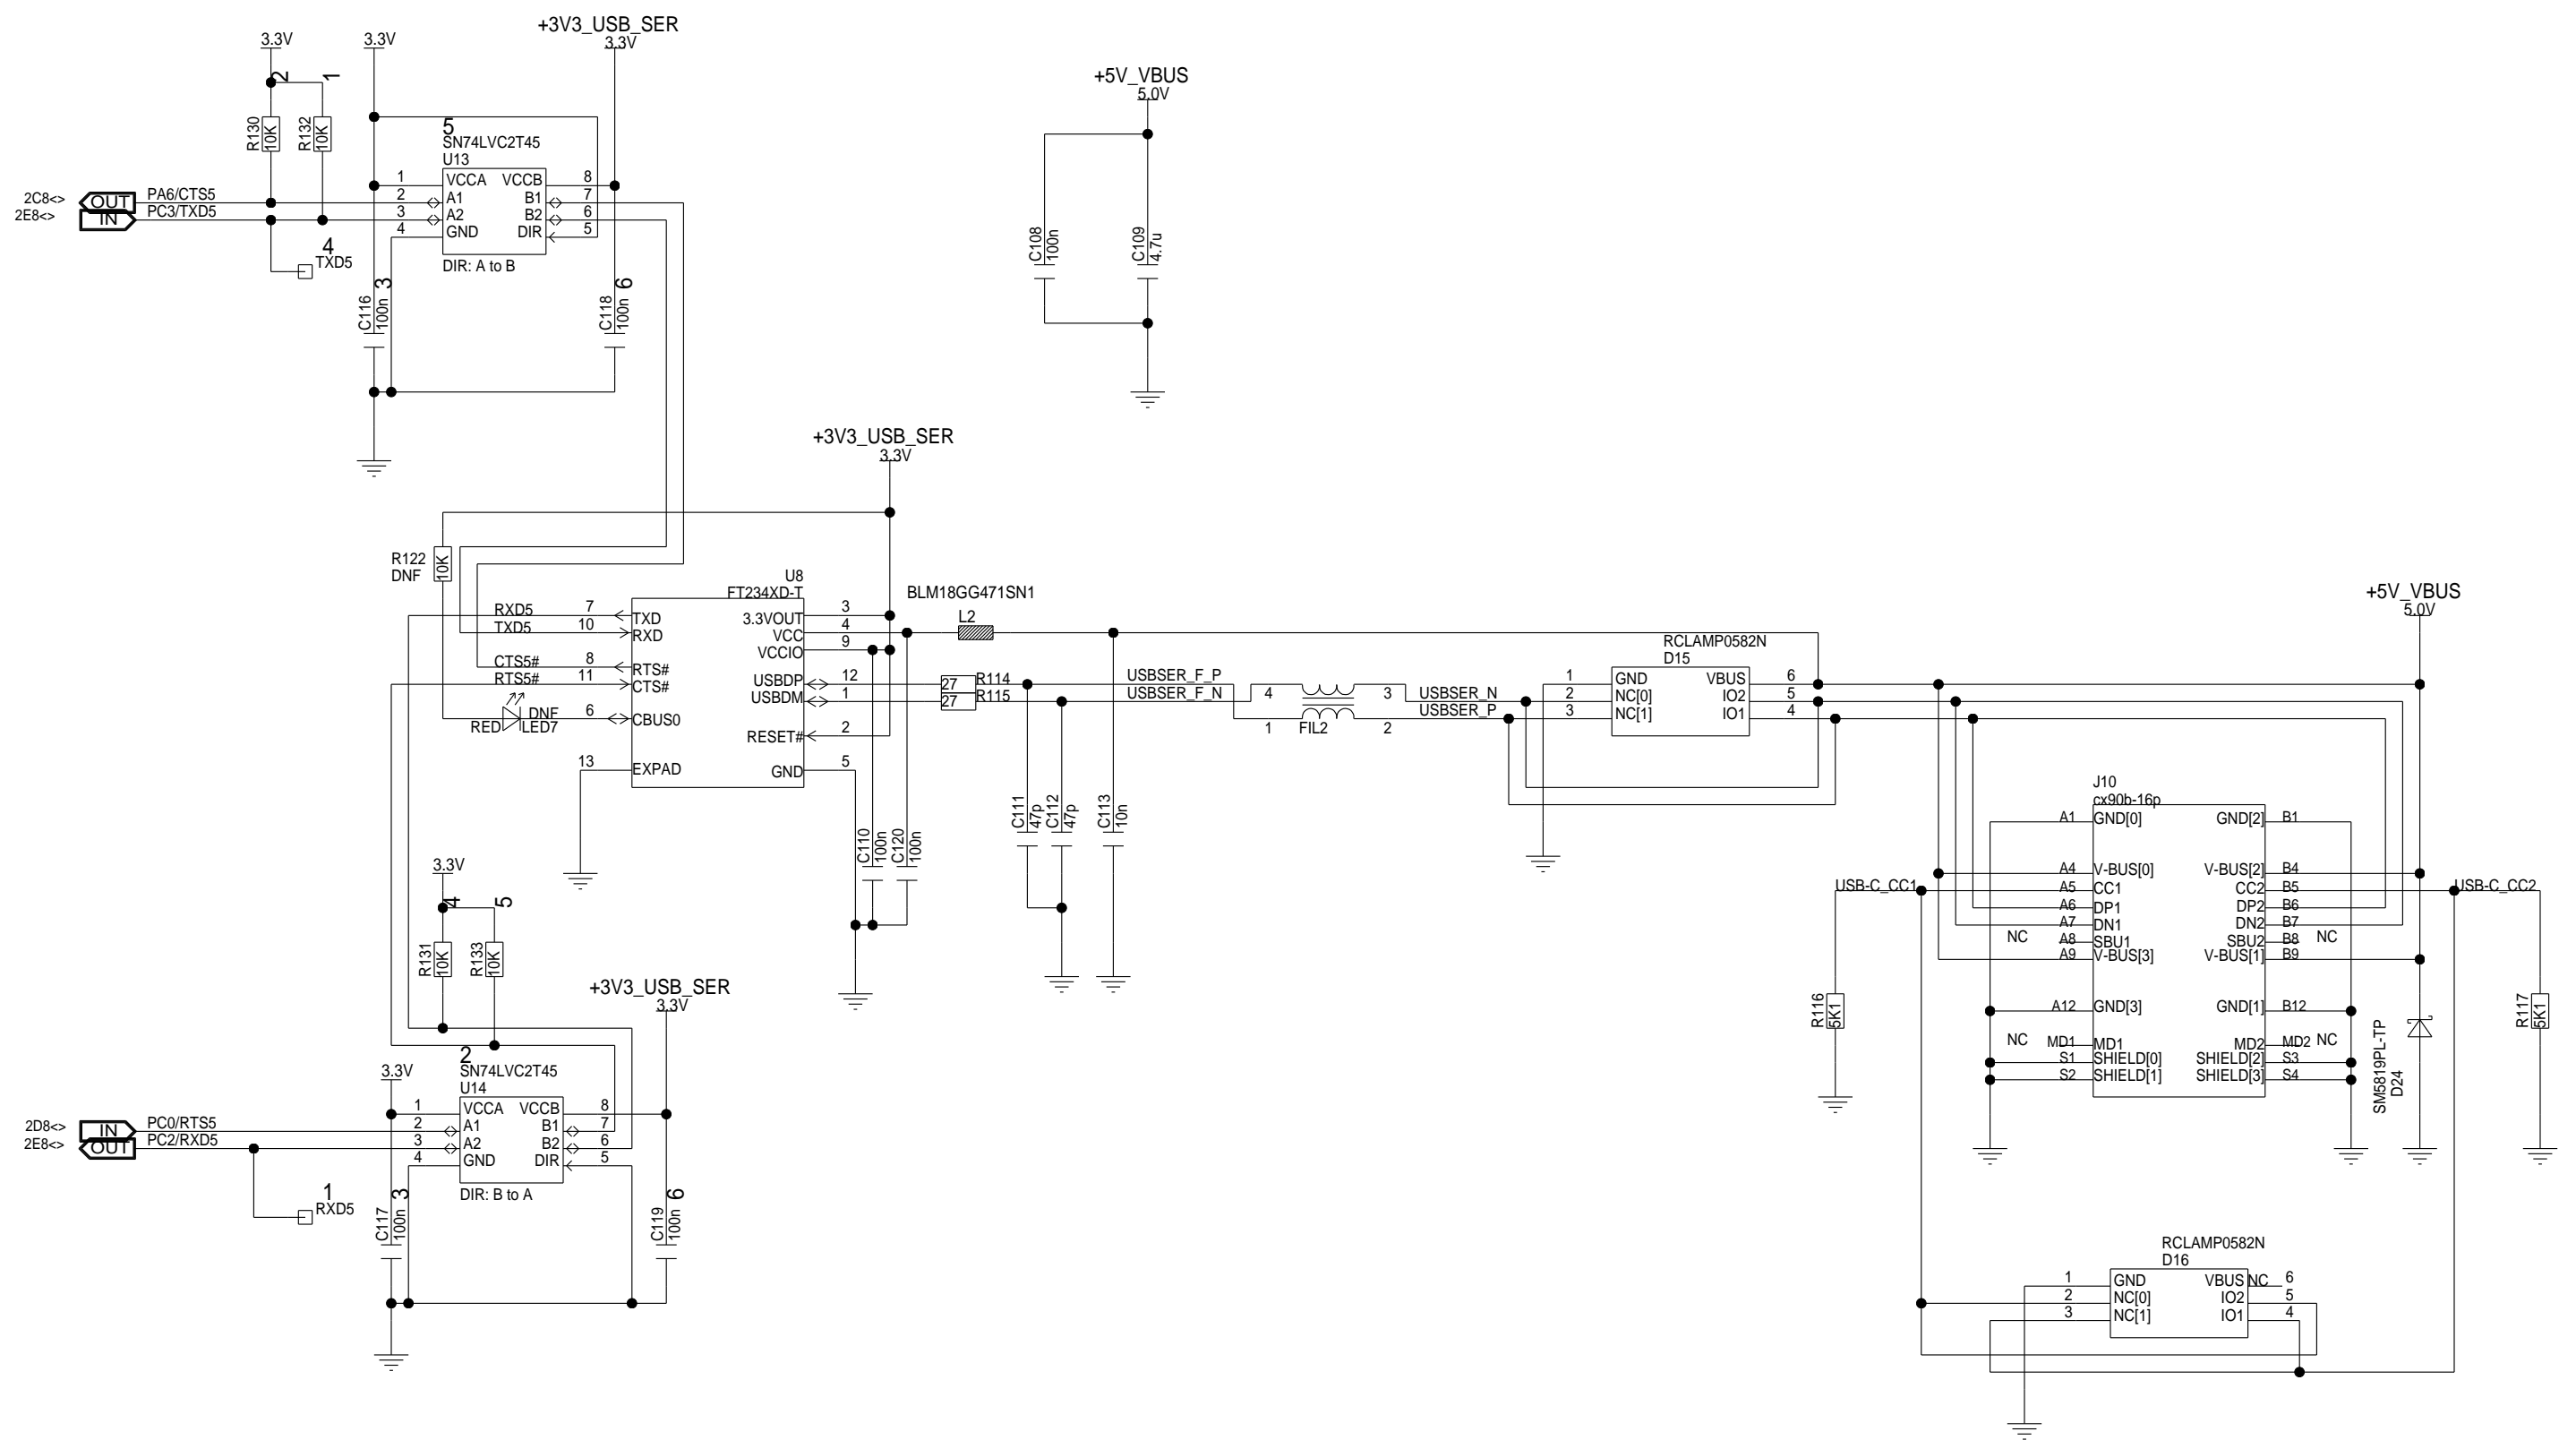 +3V3_USB_SER
3.3V
3.3V
3.3V
2
1
R130
10K
R132
10K
5
SN74LVC2T45
U13
2C8<>
OUT
PA6/CTS5
2E8<>
IN
PC3/TXD5
1
2
3
4
VCCA
A1
A2
GND
VCCB
B1
B2
DIR
8
7
6
5
DIR: A to B
4
TXD5
C116
100n
3
C118
100n
6
+5V_VBUS
5.0V
C108
100n
C109
4.7u
+3V3_USB_SER
3.3V
R122
DNF
10K
U8
FT234XD-T
RXD5
7
TXD
TXD5
10
RXD
CTS5#
8
RTS#
RTS5#
11
CTS#
RED
DNF
LED7
6
CBUS0
13
EXPAD
3.3VOUT
3
VCC
4
VCCIO
9
USBDP
12
USBDM
1
RESET#
2
GND
5
BLM18GG471SN1
L2
27
R114
27
R115
USBSER_F_P
USBSER_F_N
4
3
1
2
FIL2
USBSER_N
USBSER_P
C110
100n
C120
100n
C111
47p
C112
47p
C113
10n
RCLAMP0582N
D15
1
2
3
GND
NC[0]
NC[1]
VBUS
IO2
IO1
6
5
4
+5V_VBUS
5.0V
J10
cx90b-16p
A1
GND[0]
GND[2]
B1
A4
V-BUS[0]
V-BUS[2]
B4
USB-C_CC1
A5
CC1
CC2
B5
USB-C_CC2
A6
DP1
DP2
B6
A7
DN1
DN2
B7
NC
A8
SBU1
SBU2
B8
NC
A9
V-BUS[3]
V-BUS[1]
B9
A12
GND[3]
GND[1]
B12
NC
MD1
MD1
MD2
MD2
NC
S1
SHIELD[0]
SHIELD[2]
S3
S2
SHIELD[1]
SHIELD[3]
S4
R116
5K1
SM5819PL-TP
D24
R117
5K1
3.3V
4
5
R131
10K
R133
10K
+3V3_USB_SER
3.3V
2
SN74LVC2T45
U14
3.3V
2D8<>
IN
PC0/RTS5
2E8<>
OUT
PC2/RXD5
1
2
3
4
VCCA
A1
A2
GND
VCCB
B1
B2
DIR
8
7
6
5
DIR: B to A
1
RXD5
C117
100n
3
C119
100n
6
RCLAMP0582N
D16
1
2
3
GND
NC[0]
NC[1]
VBUS
IO2
IO1
NC
6
5
4